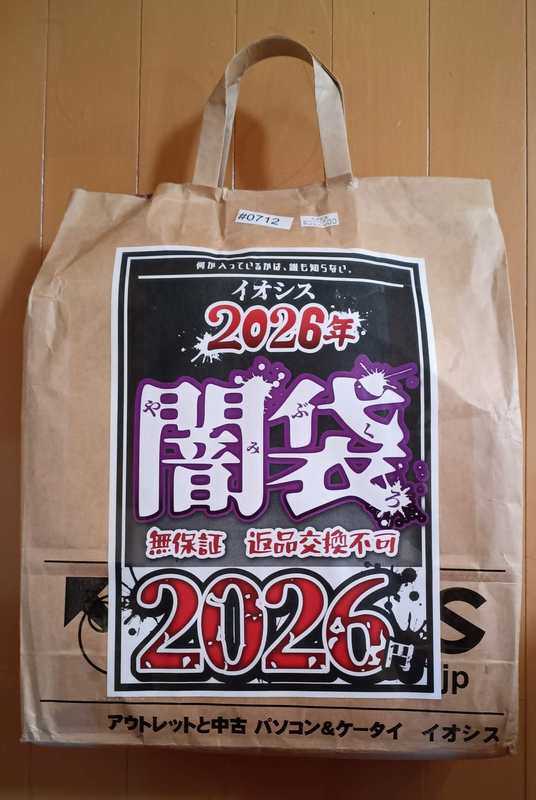 #0712
何が入っているかは、誰も知らない。
イオシス
2026年
やみぶくろ
闇袋
無保証 返品交換不可
2026円
S
.jp
アウトレットと中古 パソコン&ケータイ イオシス